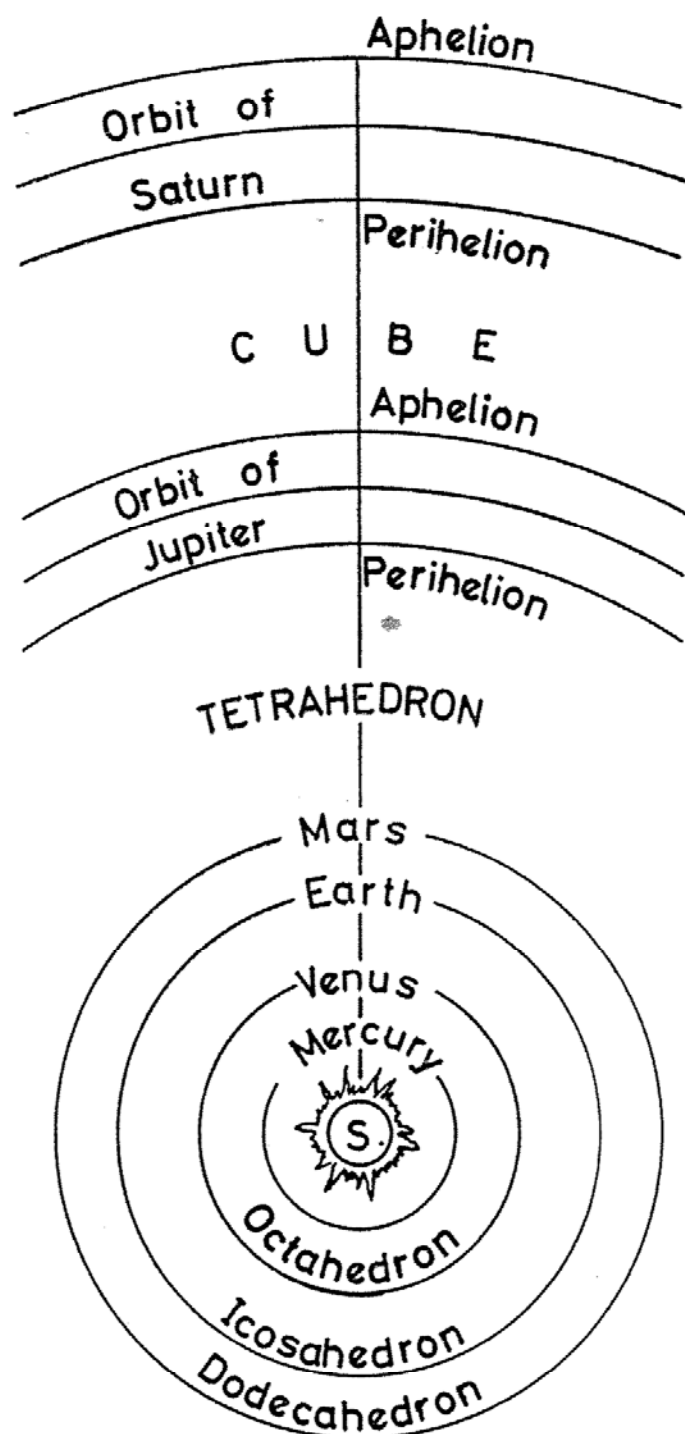 Aphelion
Orbit of
Saturn
Perihelion
C U B E
Aphelion
Orbit of
Jupiter
Perihelion
TETRAHEDRON
Mars
Earth
Venus
Mercury
S.
Octahedron
Icosahedron
Dodecahedron